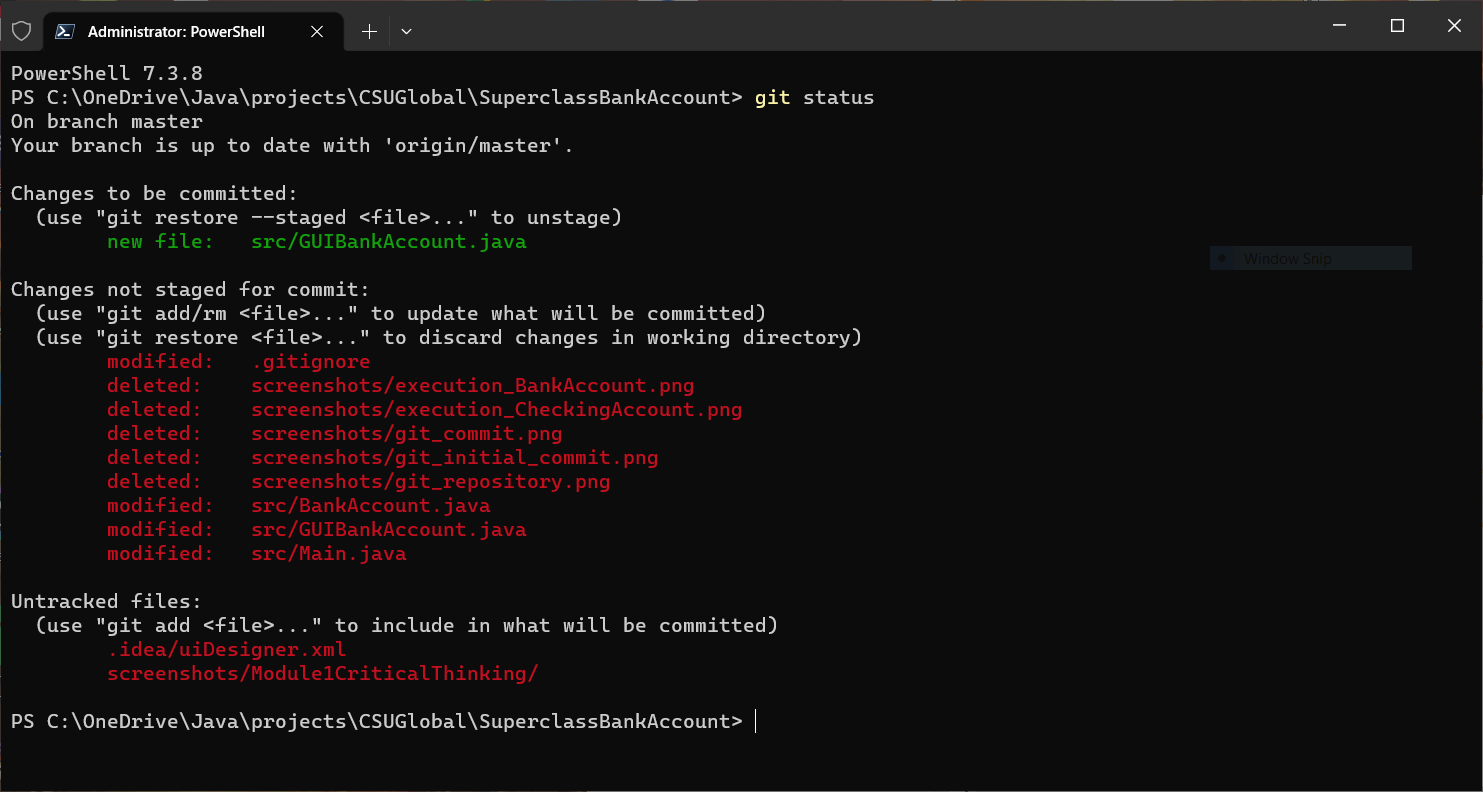 Administrator: PowerShell
PowerShell 7.3.8
PS C:\OneDrive\Java\projects\CSUGlobal\SuperclassBankAccount> git status
On branch master
Your branch is up to date with 'origin/master'.
Changes to be committed:
(use "git restore --staged <file>..." to unstage)
new file:   src/GUIBankAccount.java
Window Snip
Changes not staged for commit:
(use "git add/rm <file>..." to update what will be committed)
(use "git restore <file>..." to discard changes in working directory)
modified:   .gitignore
deleted:    screenshots/execution_BankAccount.png
deleted:    screenshots/execution_CheckingAccount.png
deleted:    screenshots/git_commit.png
deleted:    screenshots/git_initial_commit.png
deleted:    screenshots/git_repository.png
modified:   src/BankAccount.java
modified:   src/GUIBankAccount.java
modified:   src/Main.java
Untracked files:
(use "git add <file>..." to include in what will be committed)
.idea/uiDesigner.xml
screenshots/Module1CriticalThinking/
PS C:\OneDrive\Java\projects\CSUGlobal\SuperclassBankAccount>